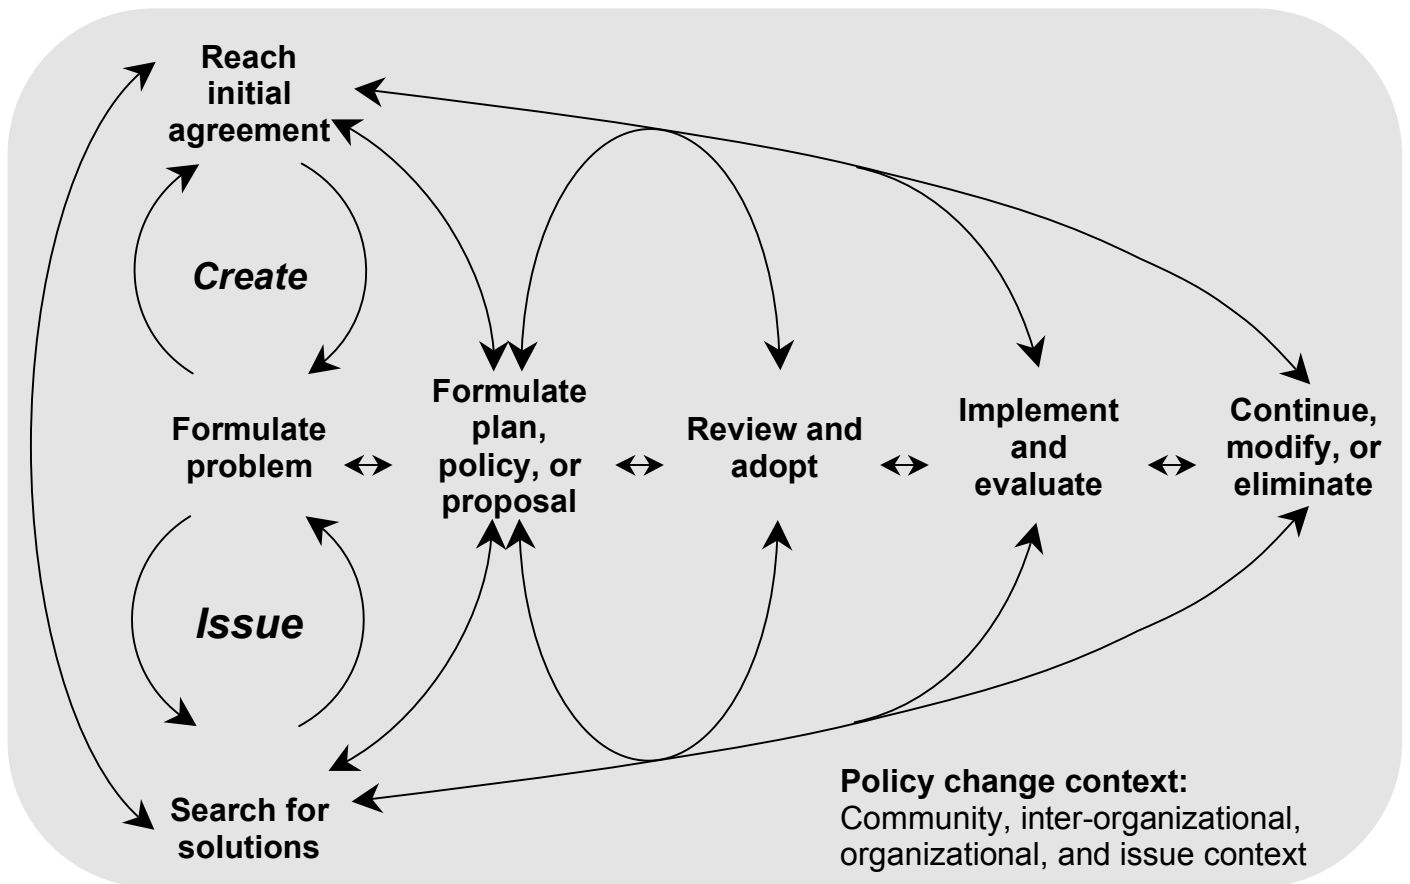 Reach
initial
agreement
Create
Formulate
problem
Formulate
plan,
policy, or
proposal
Review and
adopt
Implement
and
evaluate
Continue,
modify, or
eliminate
Issue
Search for
solutions
Policy change context:
Community, inter-organizational,
organizational, and issue context